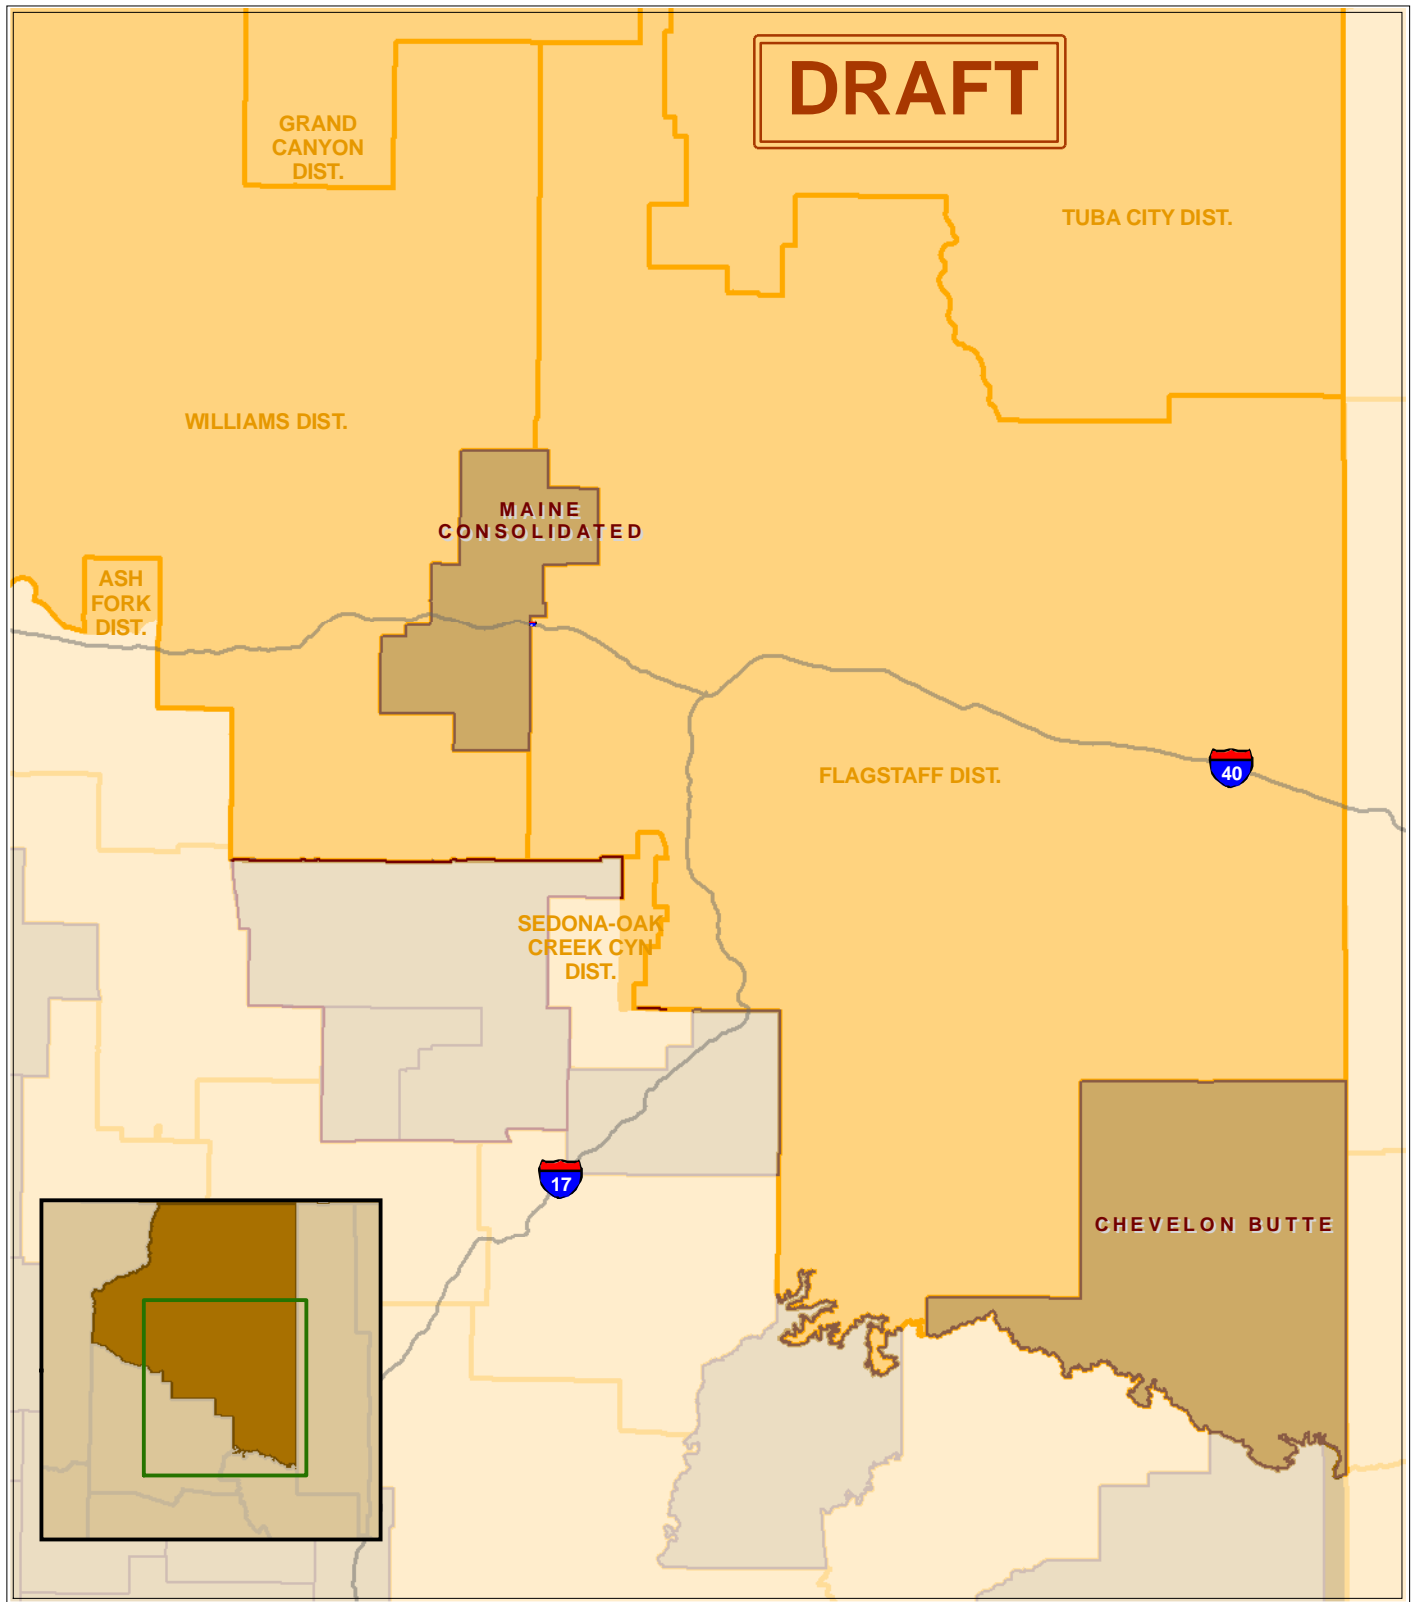 DRAFT
GRAND
CANYON
DIST.
TUBA CITY DIST.
WILLIAMS DIST.
MAINE
CONSOLIDATED
ASH
FORK
DIST.
FLAGSTAFF DIST.
40
SEDONA-OAK
CREEK CYN
DIST.
17
CHEVELON BUTTE